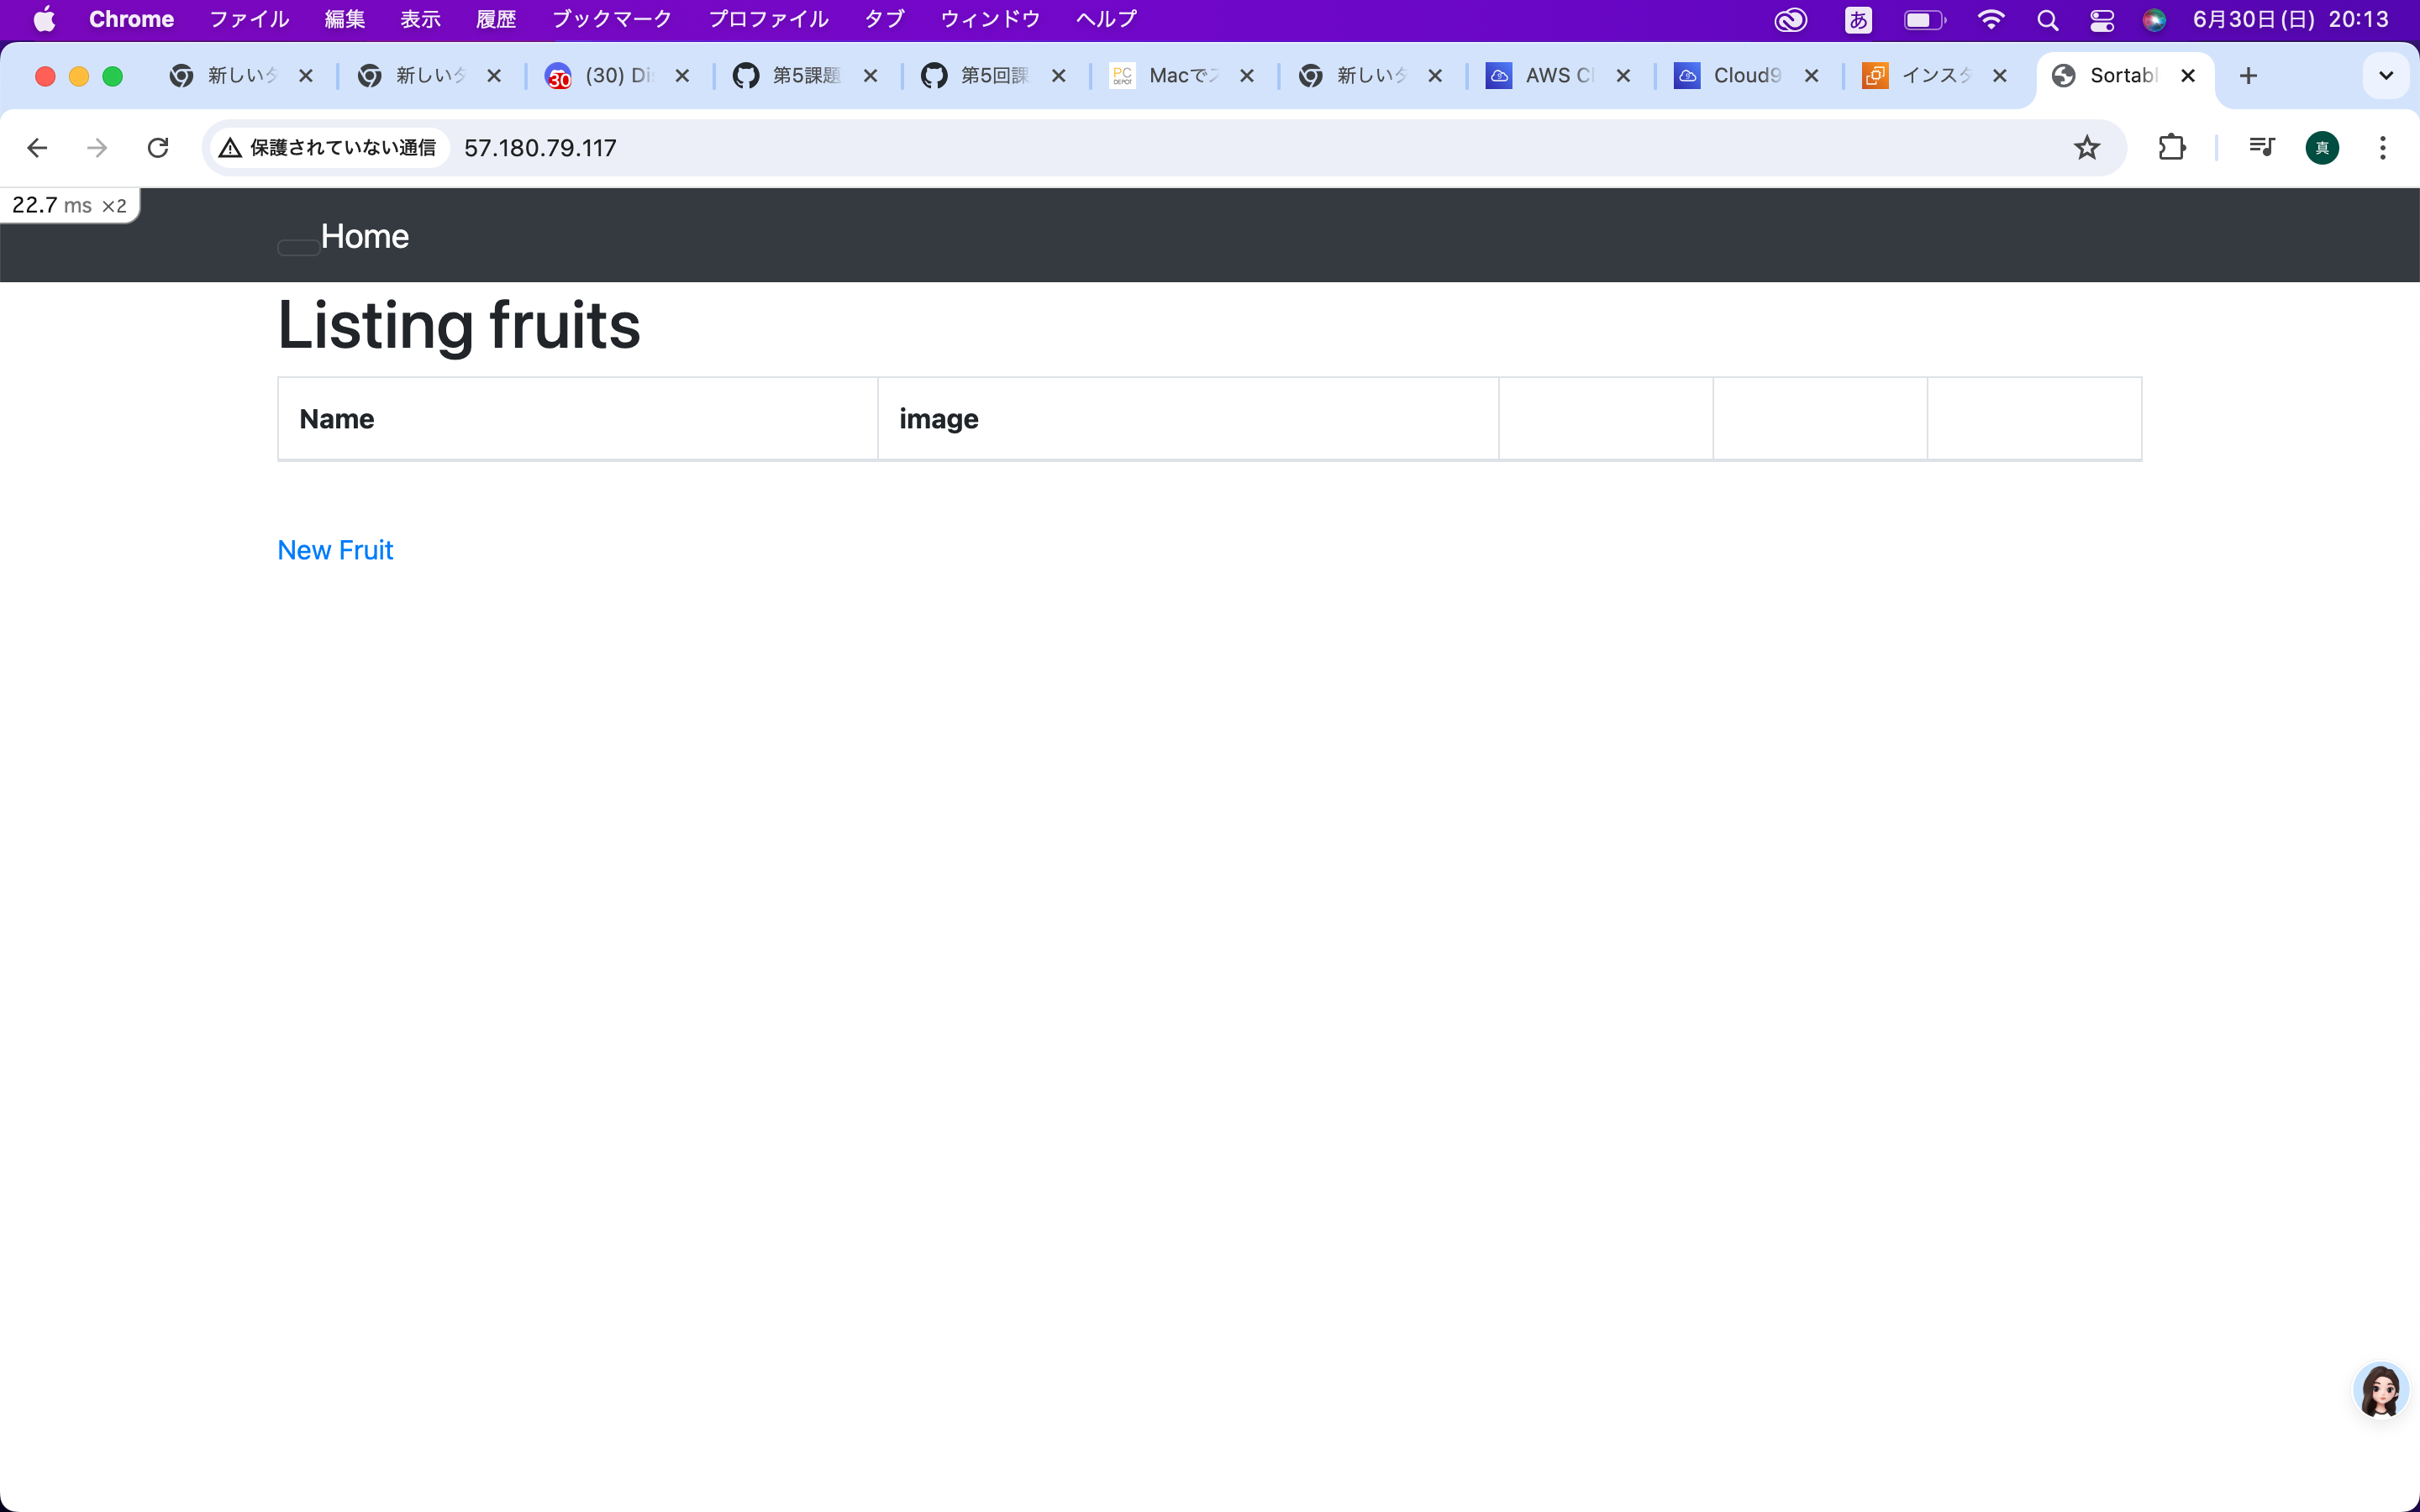 Chrome ファイル 編集 表示 履歴 ブックマーク プロファイル タブ ウィンドウ ヘルプ あ 6月30日(日) 20:13
新しいタ 新しいタ 30 (30) Di 第5課題 第5回課 PC DEPOT Macでス 新しいタ AWS Cl Cloud9 インスタ Sortabl
保護されていない通信 57.180.79.117 真
22.7 ms ×2
Home
Listing fruits
Name image
New Fruit